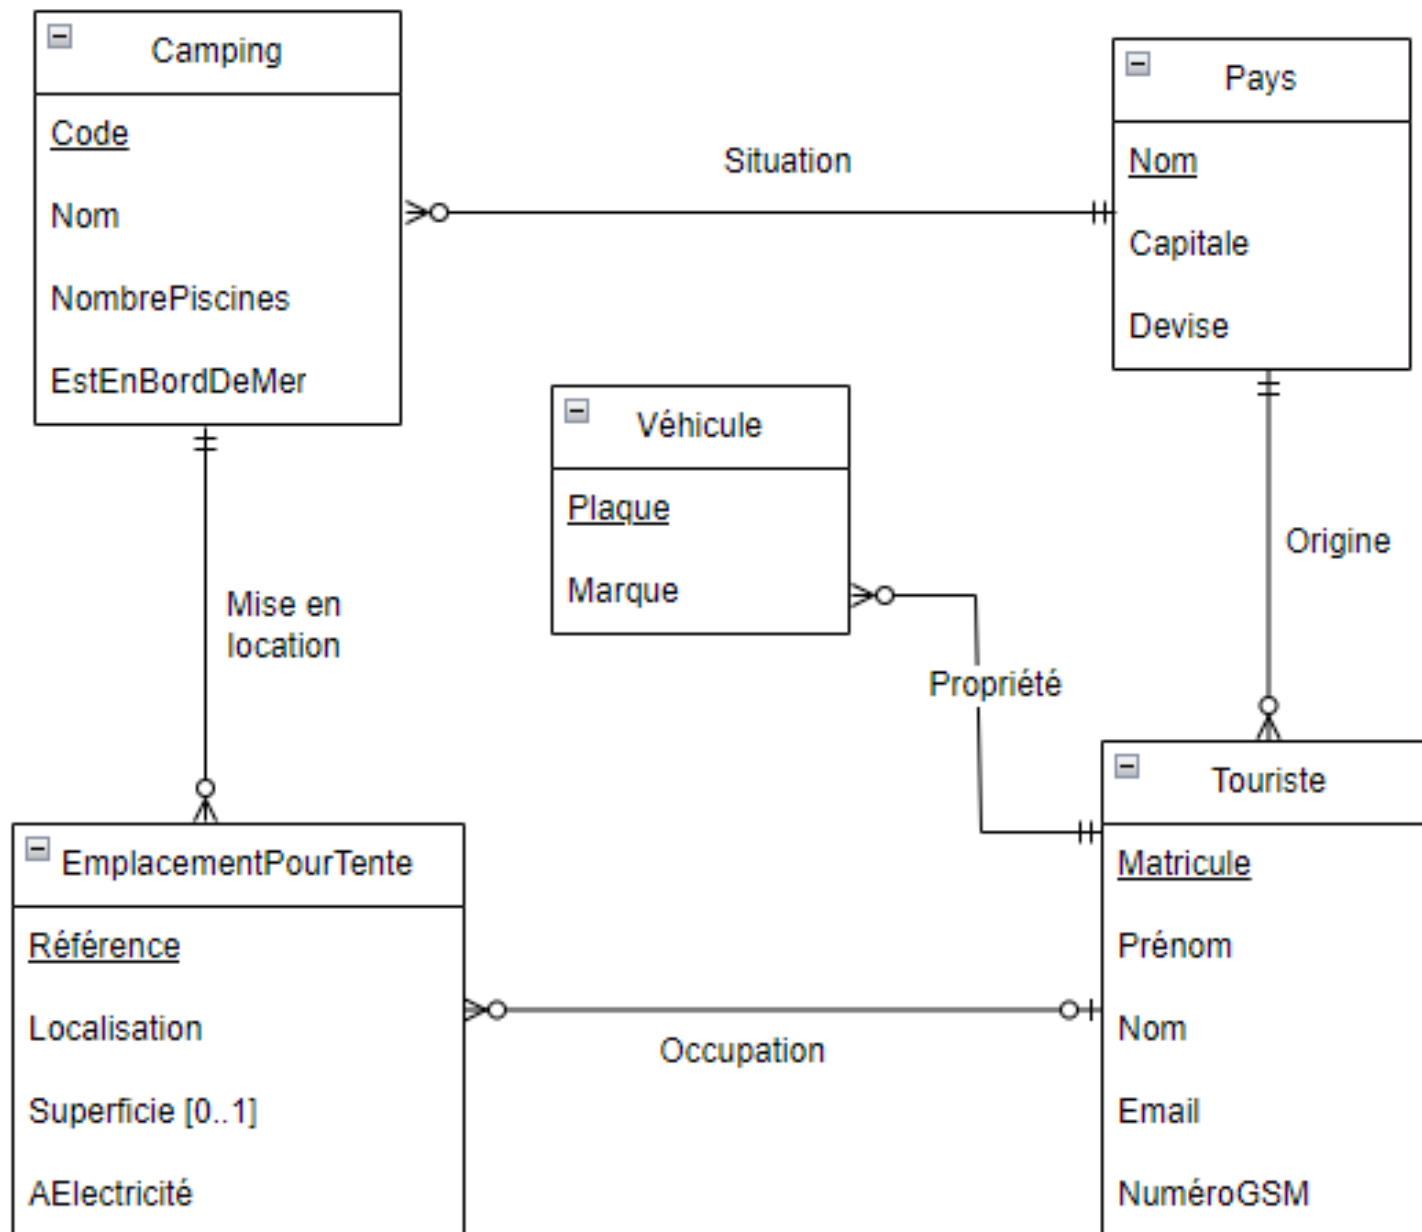 Camping
Code
Nom
NombrePiscines
EstEnBordDeMer
Situation
Pays
Nom
Capitale
Devise
Véhicule
Plaque
Marque
Origine
Mise en
location
Propriété
Touriste
Matricule
Prénom
Nom
Email
NuméroGSM
EmplacementPourTente
Référence
Localisation
Superficie [0..1]
AElectricité
Occupation